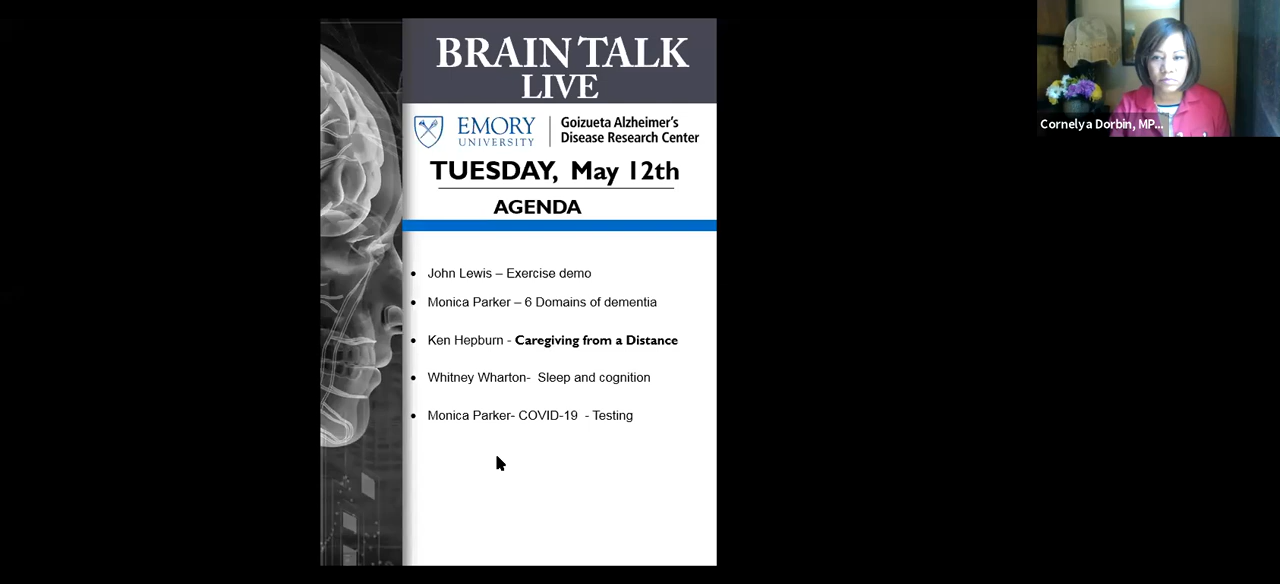 BRAIN TALK
LIVE
EMORY
UNIVERSITY
Goizueta Alzheimer's
Disease Research Center
TUESDAY, May 12th
AGENDA
• John Lewis – Exercise demo
• Monica Parker – 6 Domains of dementia
• Ken Hepburn - Caregiving from a Distance
• Whitney Wharton- Sleep and cognition
• Monica Parker- COVID-19 - Testing
Cornelya Dorbin, MP...